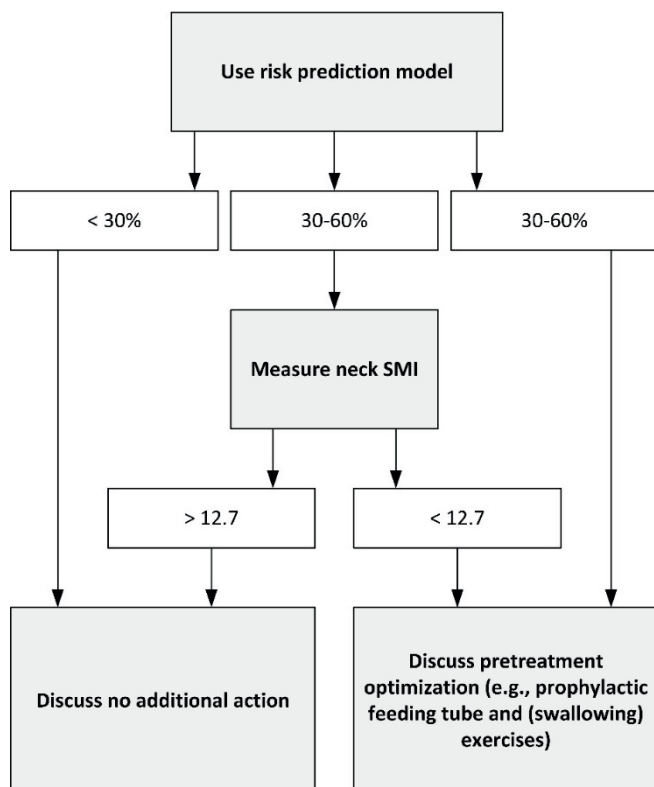 Use risk prediction model
< 30%
30-60%
30-60%
Measure neck SMI
> 12.7
< 12.7
Discuss no additional action
Discuss pretreatment
optimization (e.g., prophylactic
feeding tube and (swallowing)
exercises)